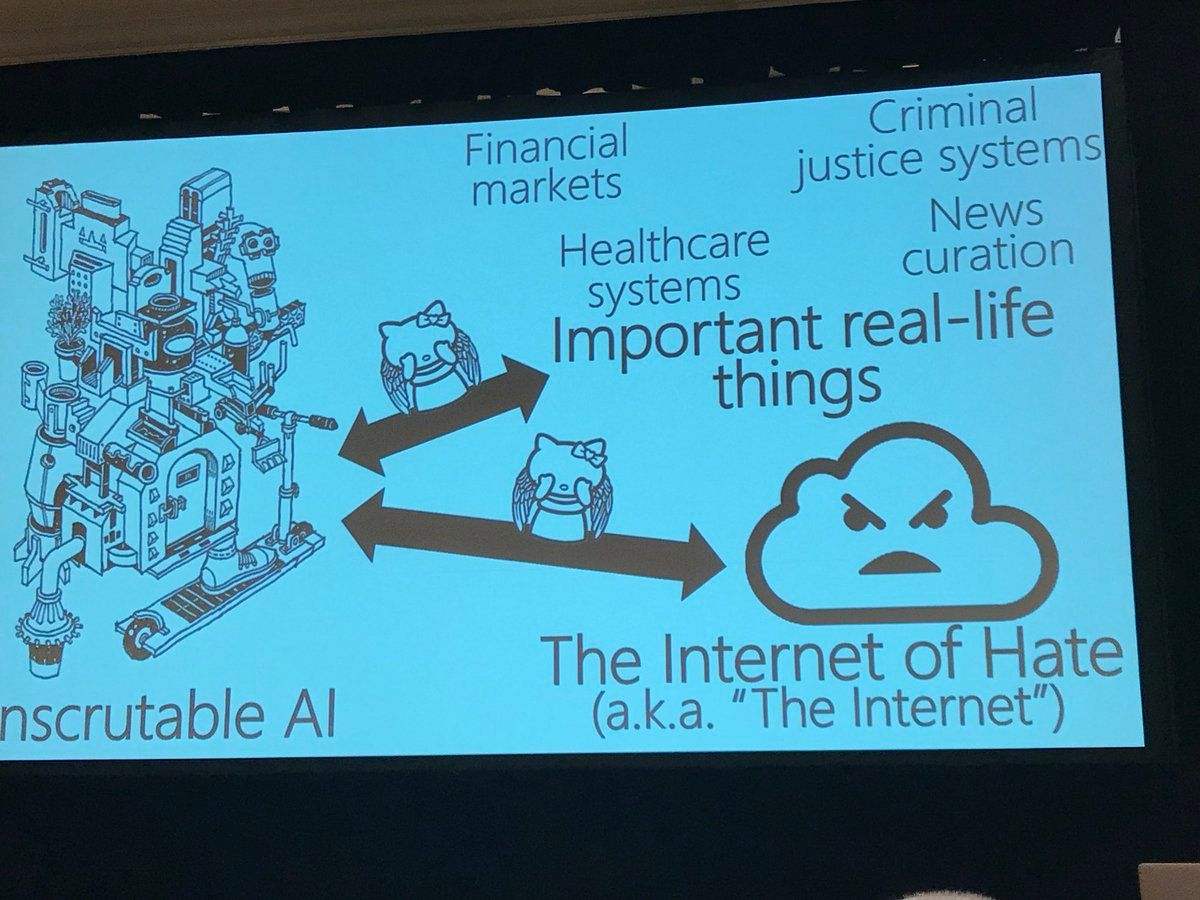 Financial
markets
Criminal
justice systems
Healthcare
systems
News
curation
Important real-life
things
The Internet of Hate
(a.k.a. "The Internet")
nscrutable AI